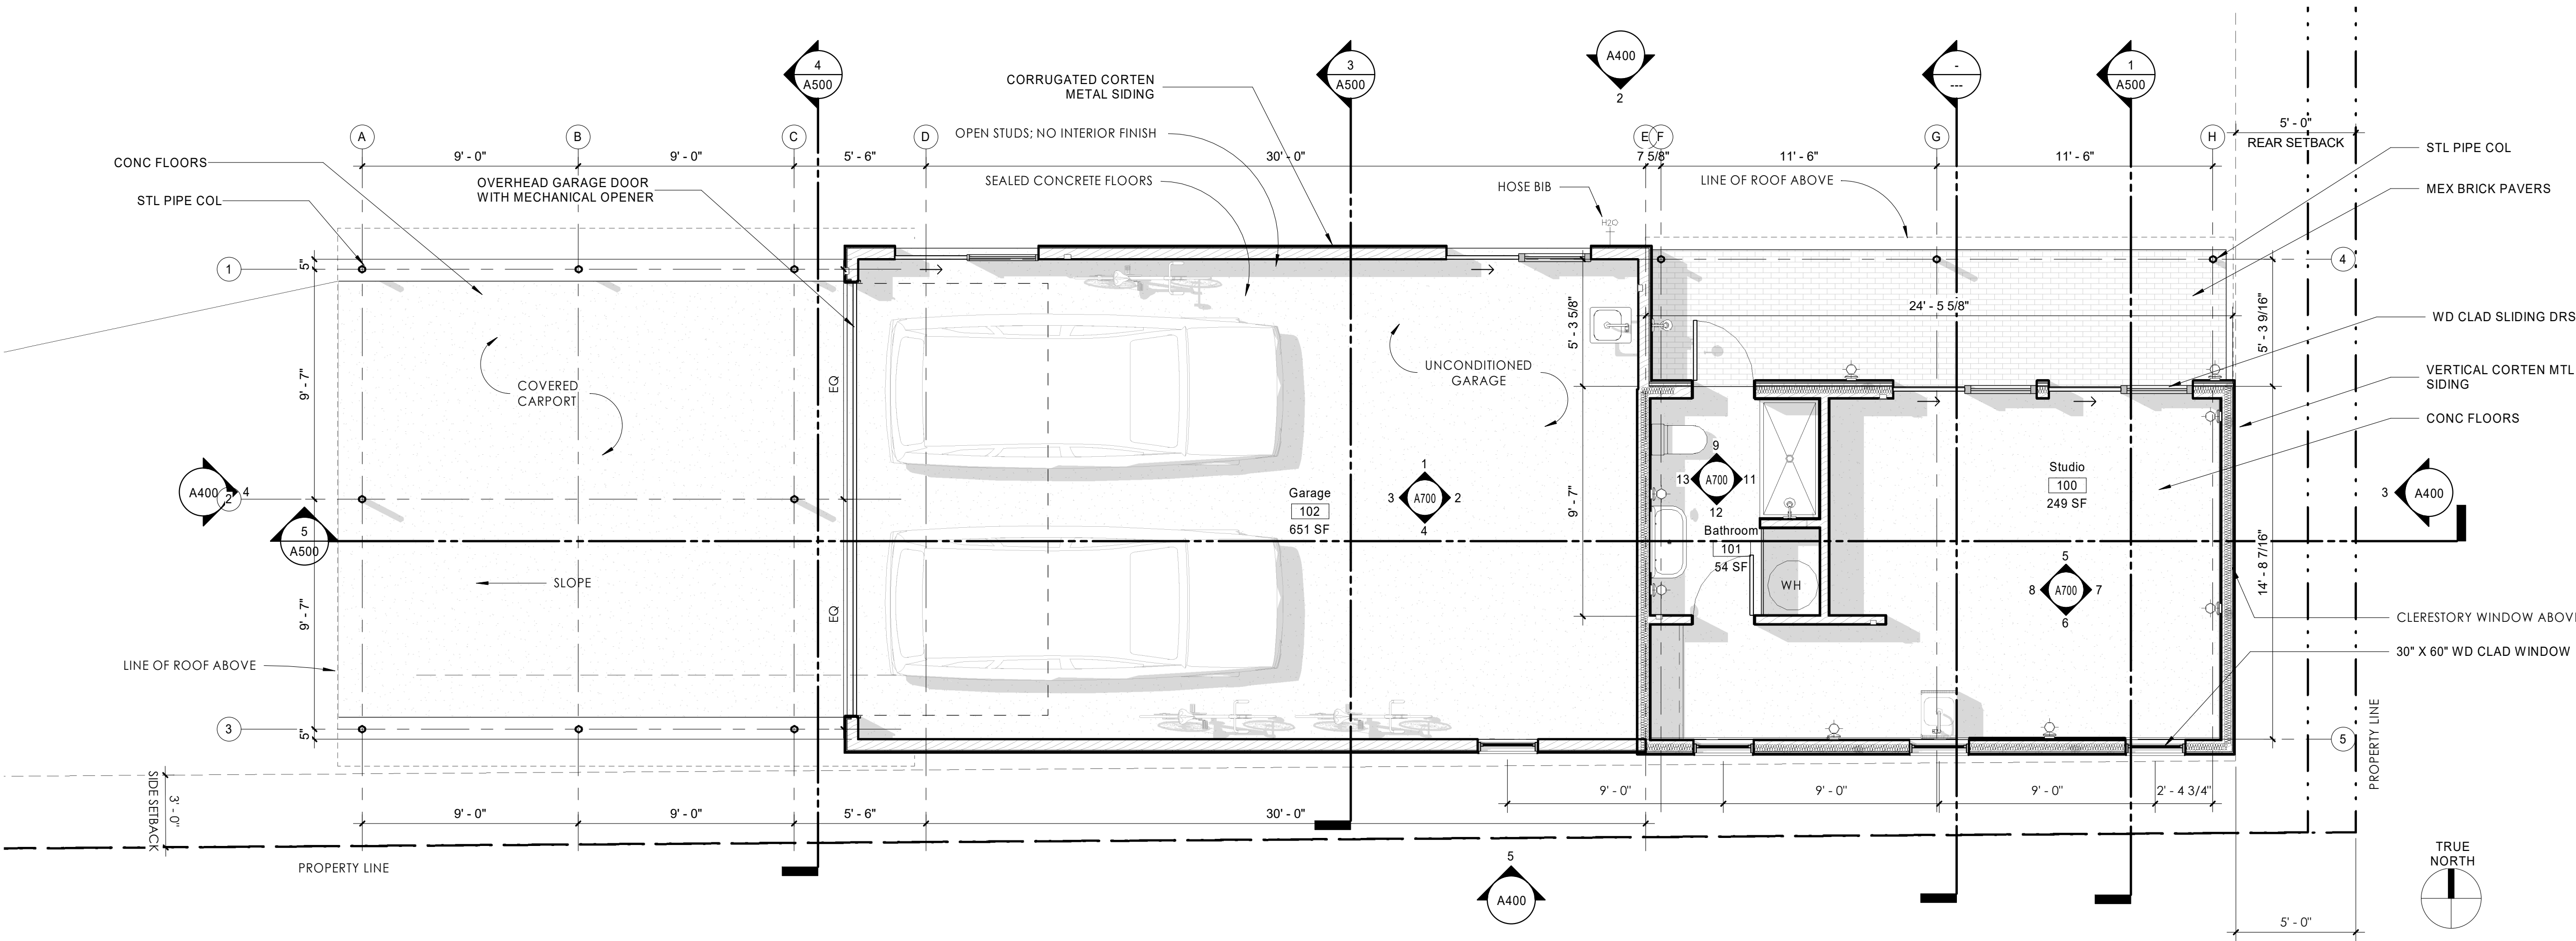 A400
2
4
A500
3
A500
-
---
1
A500
CORRUGATED CORTEN
METAL SIDING
A
B
C
D
E
F
G
H
5' - 0"
REAR SETBACK
OPEN STUDS; NO INTERIOR FINISH
STL PIPE COL
CONC FLOORS
9' - 0"
9' - 0"
5' - 6"
30' - 0"
7 5/8"
11' - 6"
11' - 6"
OVERHEAD GARAGE DOOR
WITH MECHANICAL OPENER
SEALED CONCRETE FLOORS
HOSE BIB
LINE OF ROOF ABOVE
MEX BRICK PAVERS
STL PIPE COL
H2O
1
5"
4
24' - 5 5/8"
5' - 3 5/8"
5' - 3 9/16"
WD CLAD SLIDING DRS
UNCONDITIONED
GARAGE
COVERED
CARPORT
9' - 7"
EQ
VERTICAL CORTEN MTL
SIDING
CONC FLOORS
9
13
A700
11
12
Studio
100
249 SF
1
3
A700
2
4
Garage
102
651 SF
A400
4
2
9' - 7"
3
A400
5
A500
Bathroom
101
54 SF
WH
SLOPE
9' - 7"
EQ
5
8
A700
7
6
14' - 8 7/16"
CLERESTORY WINDOW ABOVE
30" X 60" WD CLAD WINDOW
LINE OF ROOF ABOVE
3
5"
5
PROPERTY LINE
SIDE SETBACK
3' - 0"
9' - 0"
9' - 0"
9' - 0"
2' - 4 3/4"
9' - 0"
9' - 0"
5' - 6"
30' - 0"
PROPERTY LINE
5
A400
TRUE
NORTH
5' - 0"